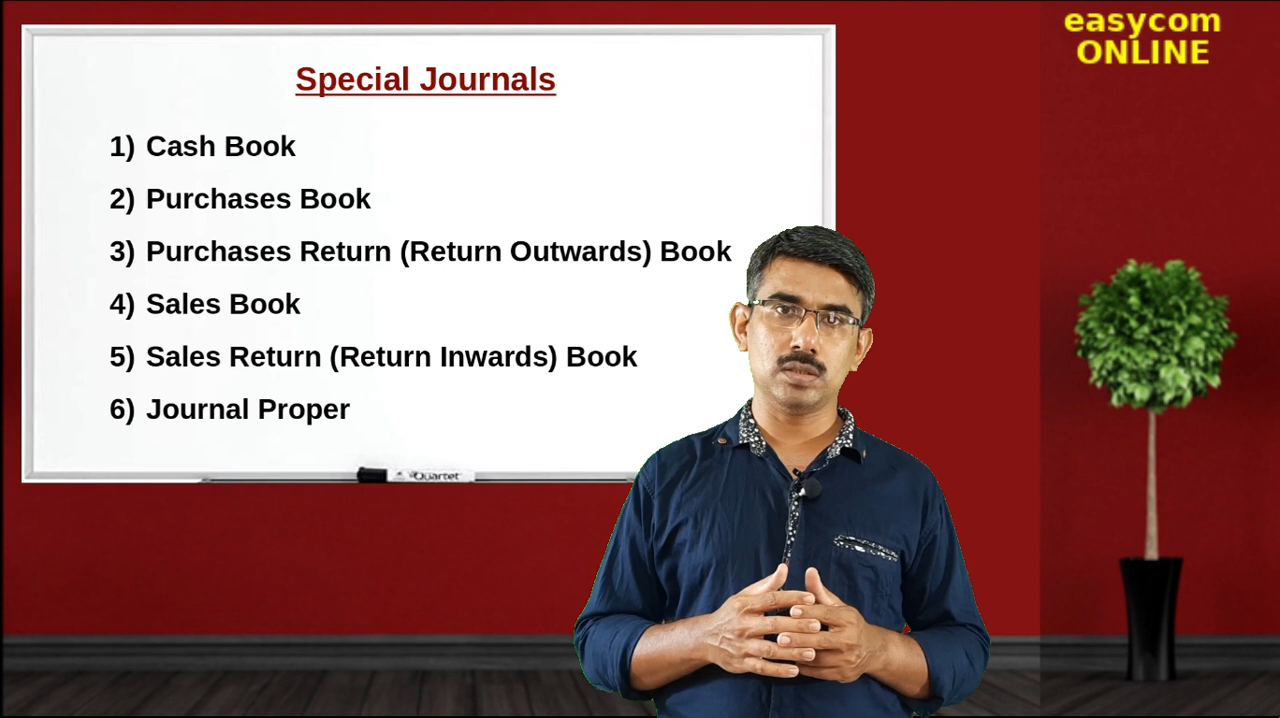 easycom
ONLINE
Special Journals
1) Cash Book
2) Purchases Book
3) Purchases Return (Return Outwards) Book
4) Sales Book
5) Sales Return (Return Inwards) Book
6) Journal Proper
Quartet